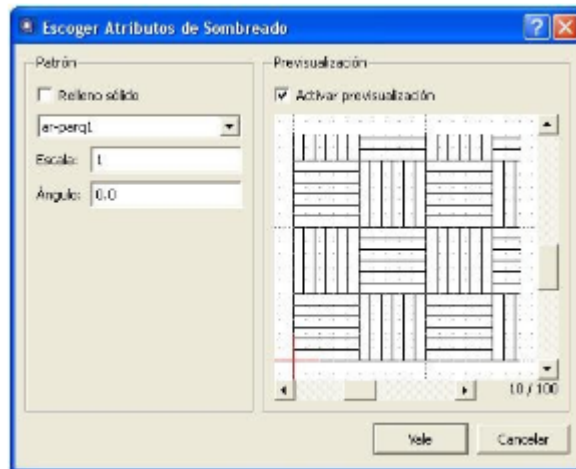 Escoger Atributos de Sombreado
Patrón
Relleno sólido
ar-parq1
Escala: 1
Ángulo: 0.0
Previsualización
Activar previsualización
10 / 100
Vale
Cancelar